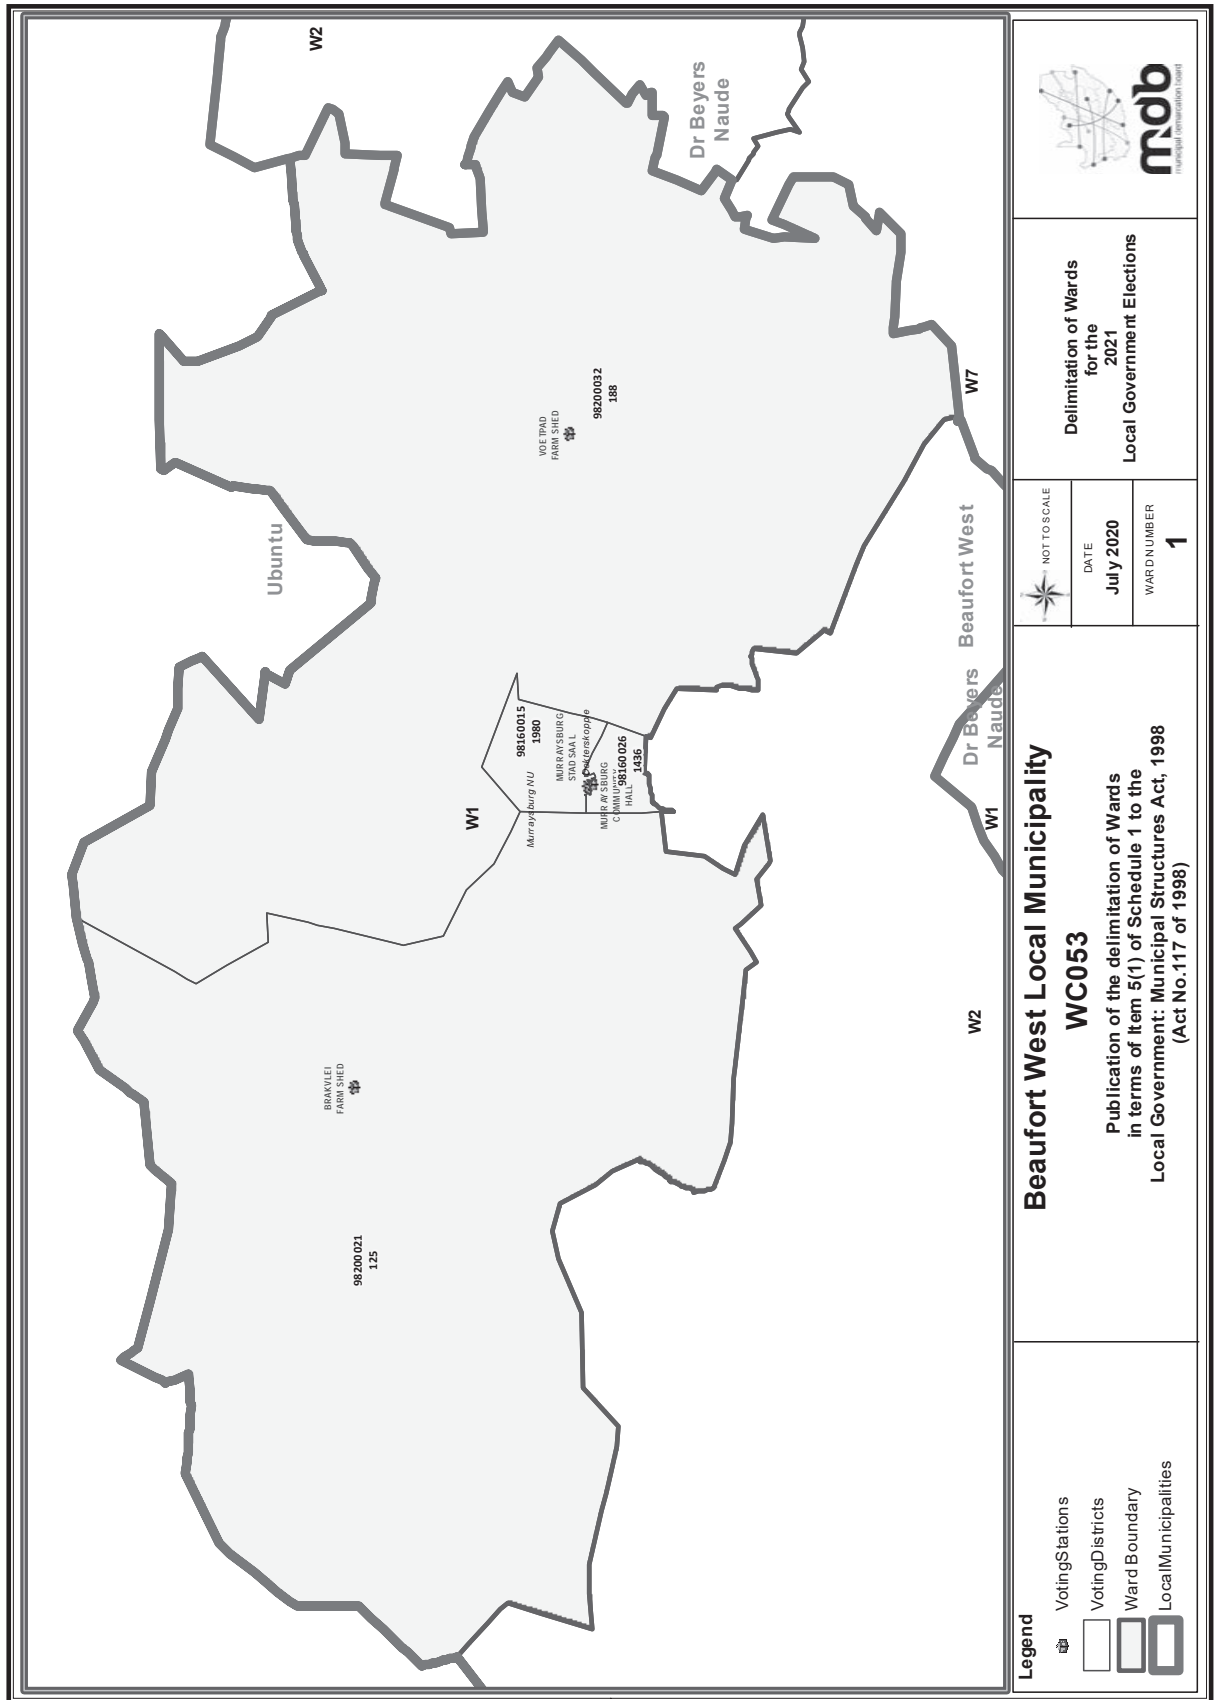 W2
Dr Beyers
Naude
Ubuntu
VOETPAD
FARM SHED
98200032
188
W7
Beaufort West
Dr Beyers
Naude
W1
W2
W1
Murraysburg NU
98160015
1980
MURRAYSBURG
STADSAAL
MURRAYSBURG
COMMUNITY
HALL
98160026
1436
BRAKVLEI
FARM SHED
98200021
125
Legend
VotingStations
VotingDistricts
Ward Boundary
LocalMunicipalities
Beaufort West Local Municipality
WC053
Publication of the delimitation of Wards
in terms of Item 5(1) of Schedule 1 to the
Local Government: Municipal Structures Act, 1998
(Act No.117 of 1998)
NOT TO SCALE
DATE
July 2020
WARD NUMBER
1
Delimitation of Wards
for the
2021
Local Government Elections
mdb
municipal demarcation board